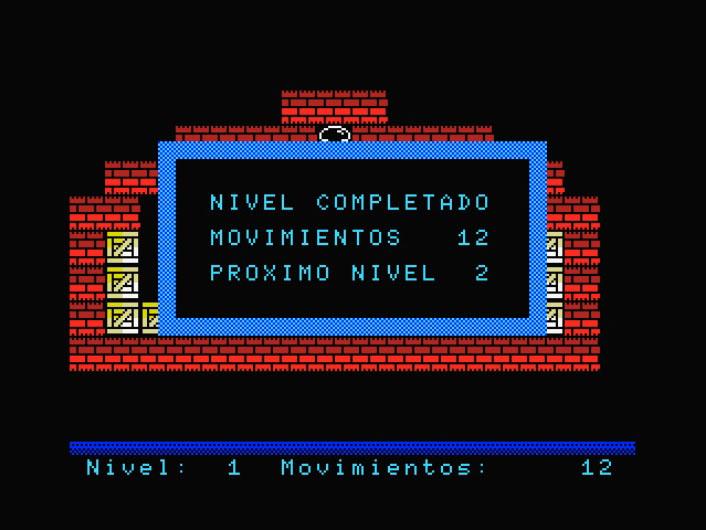 NIVEL COMPLETADO
MOVIMIENTOS 12
PROXIMO NIVEL 2
Nivel: 1 Movimientos: 12